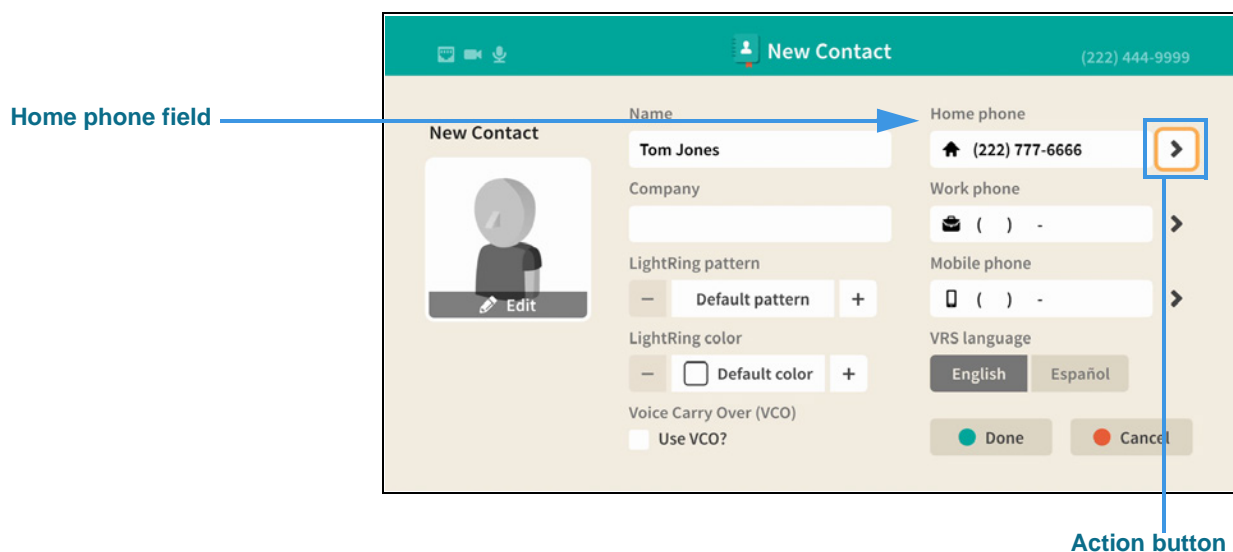 New Contact
(222) 444-9999
Home phone field
New Contact
Edit
Name
Tom Jones
Company
LightRing pattern
− Default pattern +
LightRing color
− Default color +
Voice Carry Over (VCO)
Use VCO?
Home phone
(222) 777-6666
Work phone
( ) -
Mobile phone
( ) -
VRS language
English Español
Done Cancel
Action button